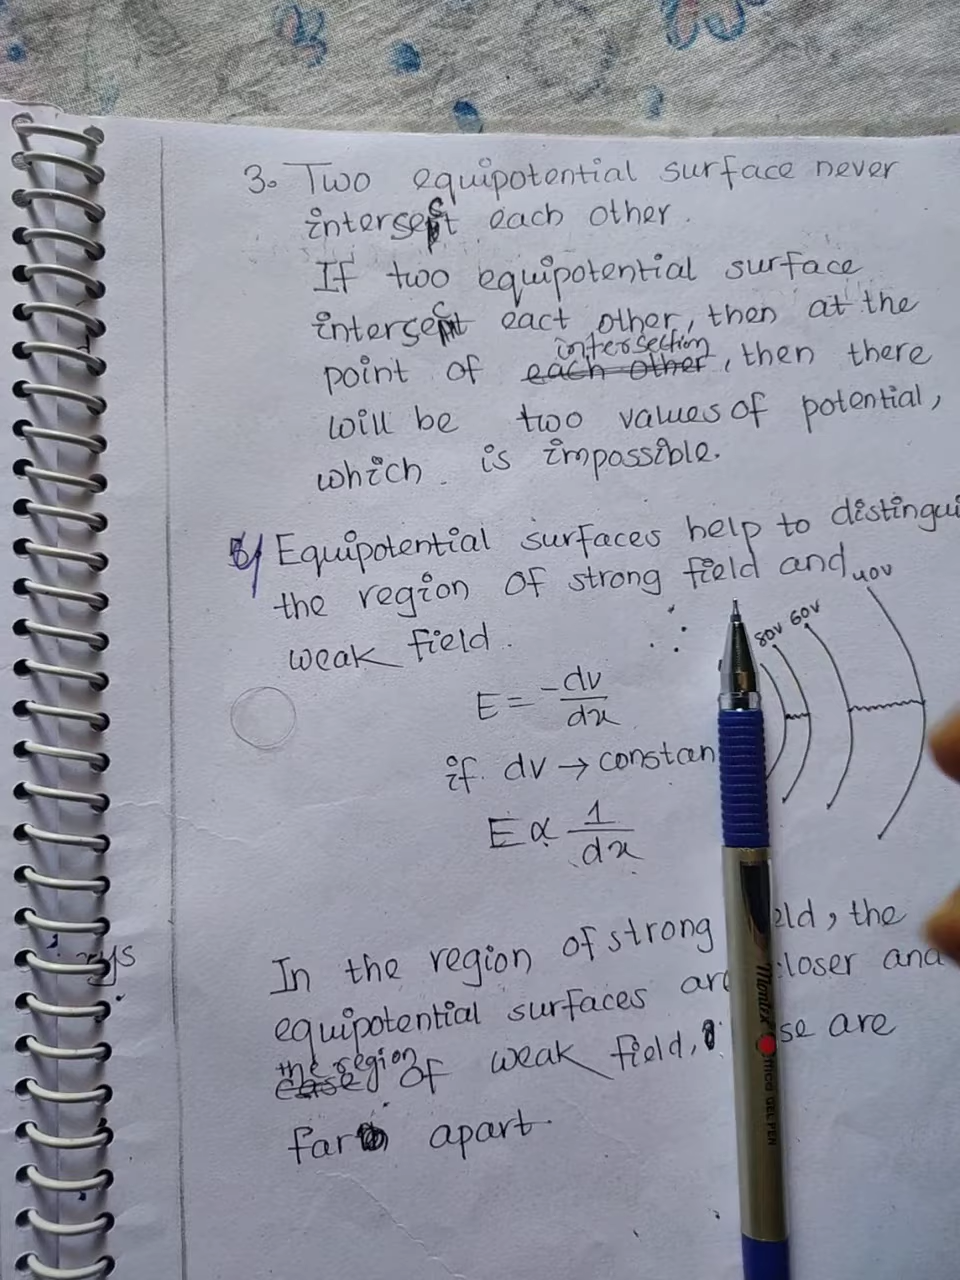 3. Two equipotential surface never
intersect each other.
If two equipotential surface
intersect eact other, then at the
intersection
point of each other, then there
will be two values of potential,
which is impossible.
Equipotential surfaces help to distingui
the region of strong field and
weak field.
40V
80V 60V
E = -dv/dx
if dv → constan
E ∝ 1/dx
In the region of strong eld, the
equipotential surfaces are closer and
the region
case of weak field, se are
far apart
ys
Montex
GEL PEN